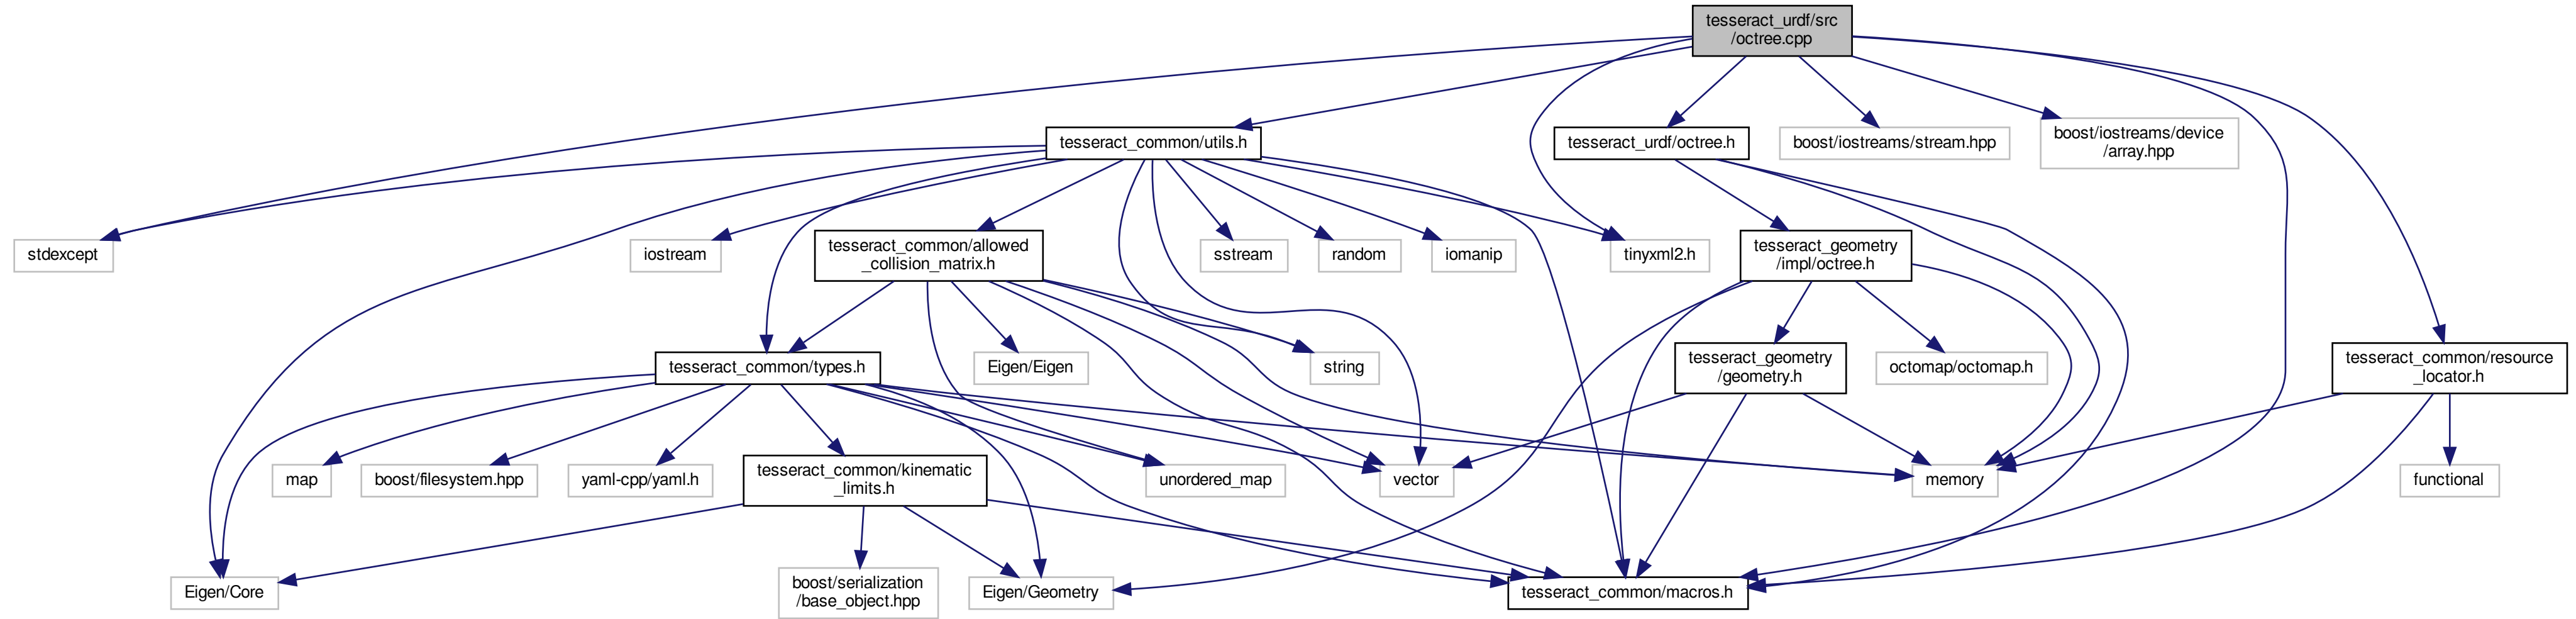 tesseract_urdf/src
/octree.cpp
tesseract_common/utils.h
tesseract_urdf/octree.h
boost/iostreams/stream.hpp
boost/iostreams/device
/array.hpp
stdexcept
iostream
tesseract_common/allowed
_collision_matrix.h
sstream
random
iomanip
tinyxml2.h
tesseract_geometry
/impl/octree.h
tesseract_common/types.h
Eigen/Eigen
string
tesseract_geometry
/geometry.h
octomap/octomap.h
tesseract_common/resource
_locator.h
map
boost/filesystem.hpp
yaml-cpp/yaml.h
tesseract_common/kinematic
_limits.h
unordered_map
vector
memory
functional
Eigen/Core
boost/serialization
/base_object.hpp
Eigen/Geometry
tesseract_common/macros.h